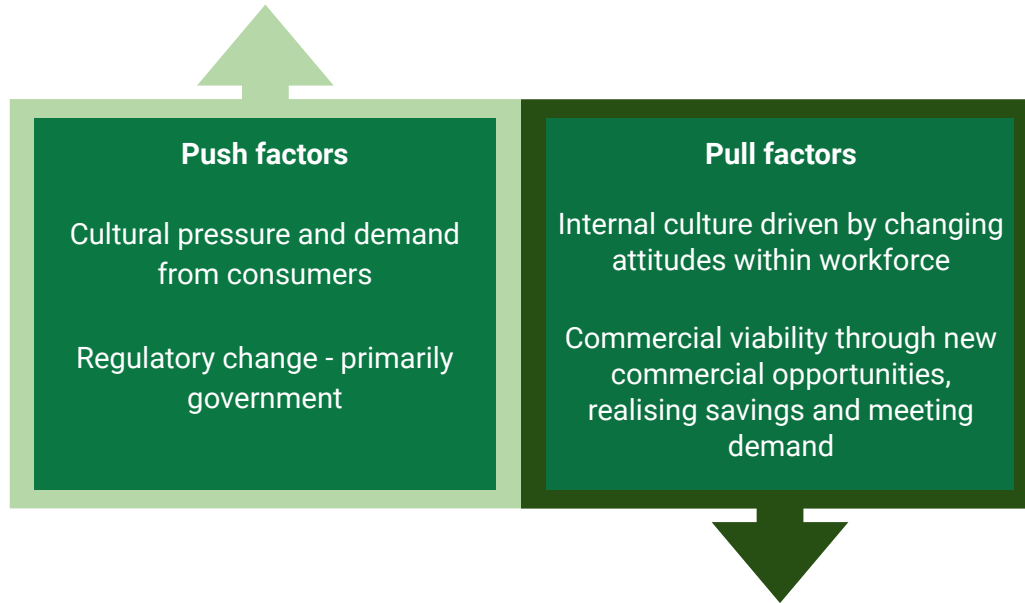 Push factors
Cultural pressure and demand
from consumers
Regulatory change - primarily
government
Pull factors
Internal culture driven by changing
attitudes within workforce
Commercial viability through new
commercial opportunities,
realising savings and meeting
demand